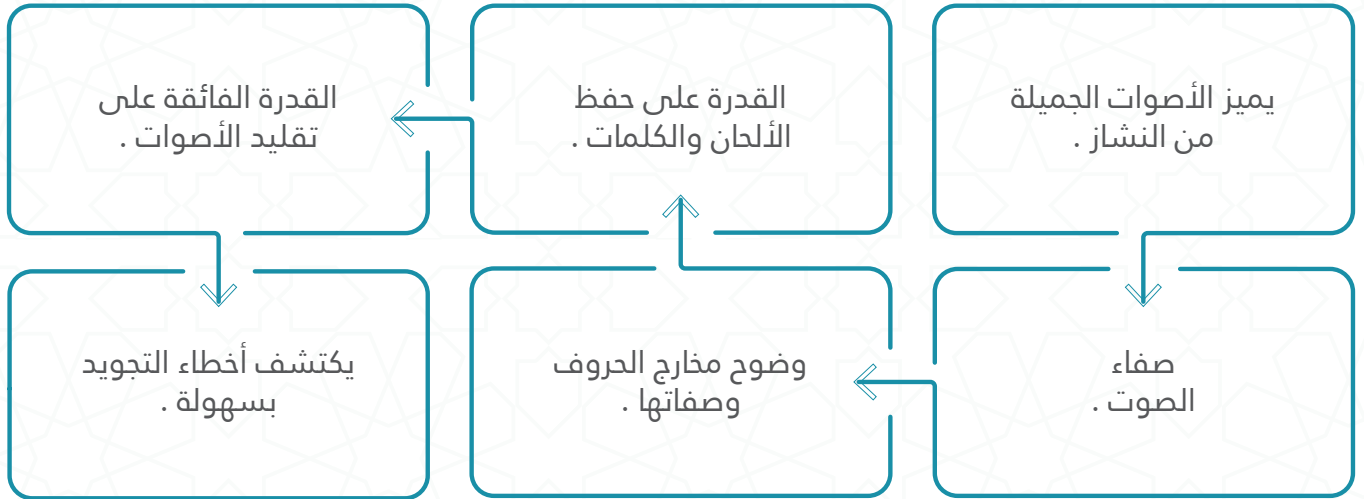 يميز الأصوات الجميلة
من النشاز .
صفاء
الصوت .
وضوح مخارج الحروف
وصفاتها .
القدرة على حفظ
الألحان والكلمات .
القدرة الفائقة على
تقليد الأصوات .
يكتشف أخطاء التجويد
بسهولة .